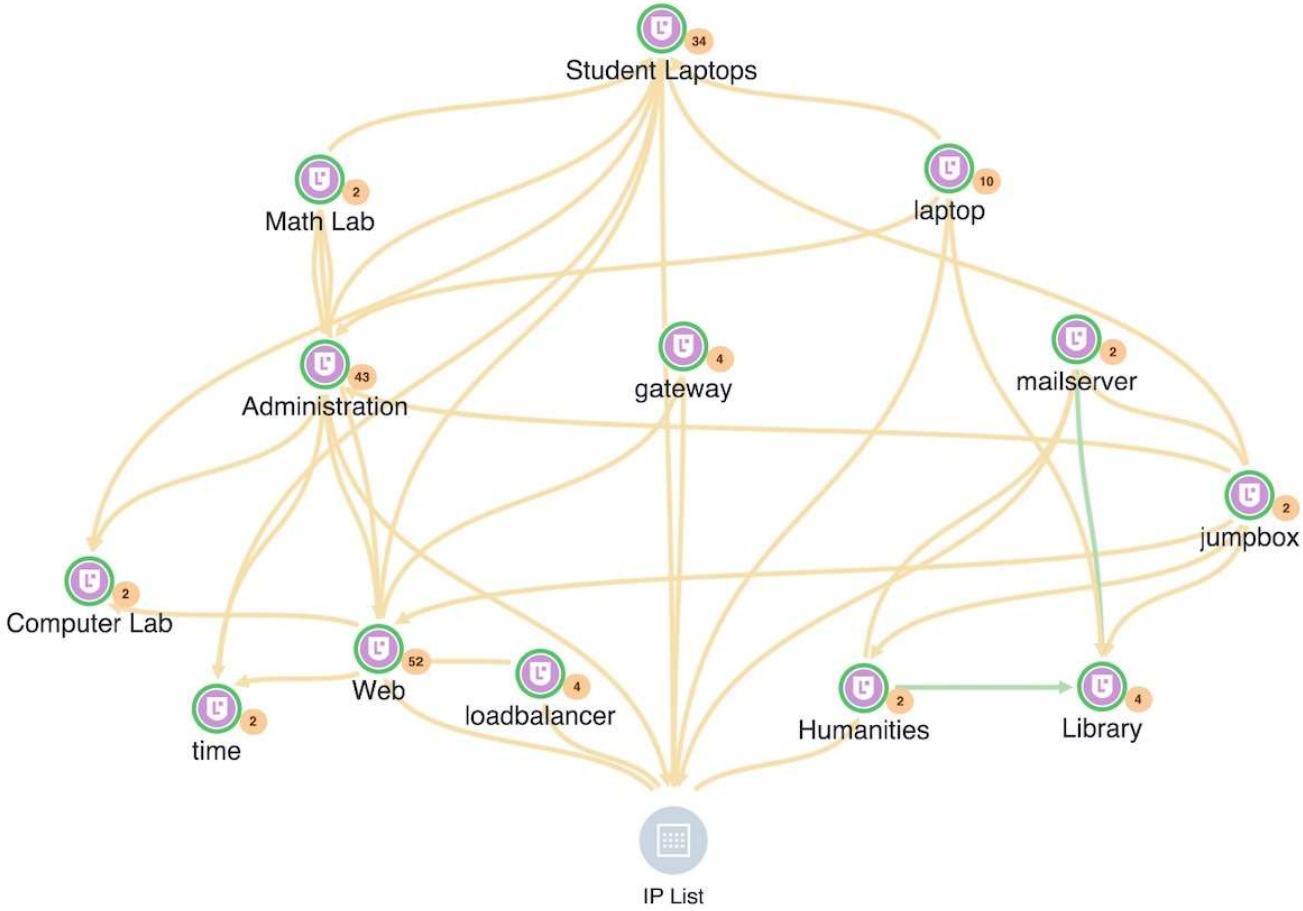 34
Student Laptops
2
Math Lab
10
laptop
43
Administration
4
gateway
2
mailserver
2
jumpbox
2
Computer Lab
52
Web
4
loadbalancer
2
time
2
Humanities
4
Library
IP List